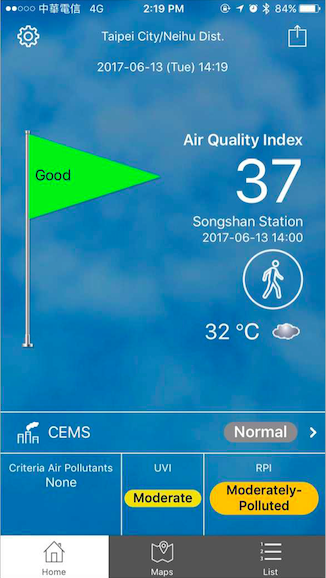 中華電信 4G 2:19 PM 84%
Taipei City/Neihu Dist.
2017-06-13 (Tue) 14:19
Air Quality Index
Good
37
Songshan Station
2017-06-13 14:00
32 °C
CEMS Normal
Criteria Air Pollutants
None
UVI
Moderate
RPI
Moderately-
Polluted
Home Maps List